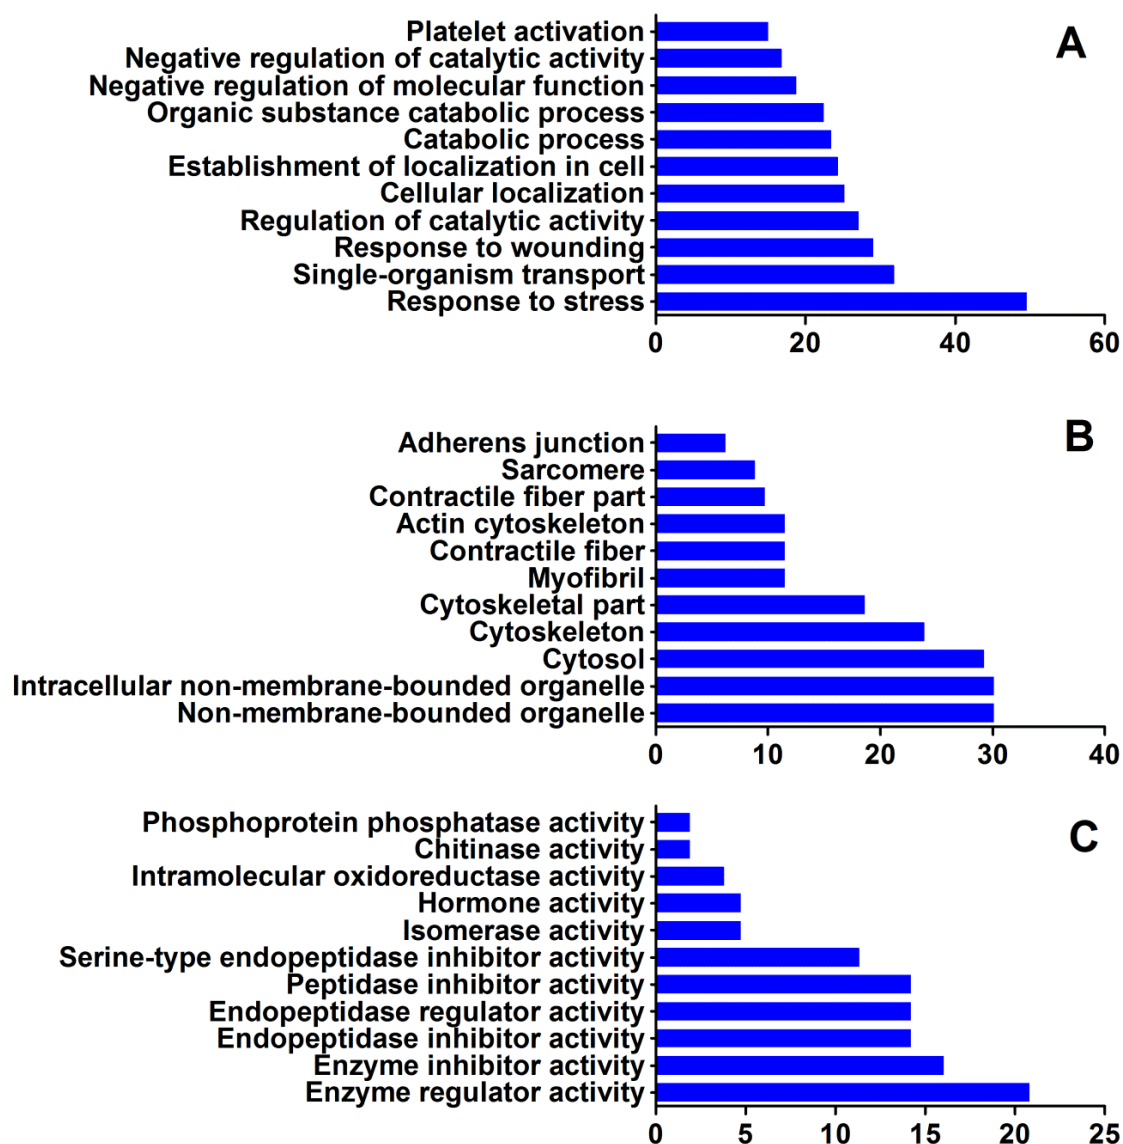 A
Platelet activation
Negative regulation of catalytic activity
Negative regulation of molecular function
Organic substance catabolic process
Catabolic process
Establishment of localization in cell
Cellular localization
Regulation of catalytic activity
Response to wounding
Single-organism transport
Response to stress
0 20 40 60
B
Adherens junction
Sarcomere
Contractile fiber part
Actin cytoskeleton
Contractile fiber
Myofibril
Cytoskeletal part
Cytoskeleton
Cytosol
Intracellular non-membrane-bounded organelle
Non-membrane-bounded organelle
0 10 20 30 40
C
Phosphoprotein phosphatase activity
Chitinase activity
Intramolecular oxidoreductase activity
Hormone activity
Isomerase activity
Serine-type endopeptidase inhibitor activity
Peptidase inhibitor activity
Endopeptidase regulator activity
Endopeptidase inhibitor activity
Enzyme inhibitor activity
Enzyme regulator activity
0 5 10 15 20 25